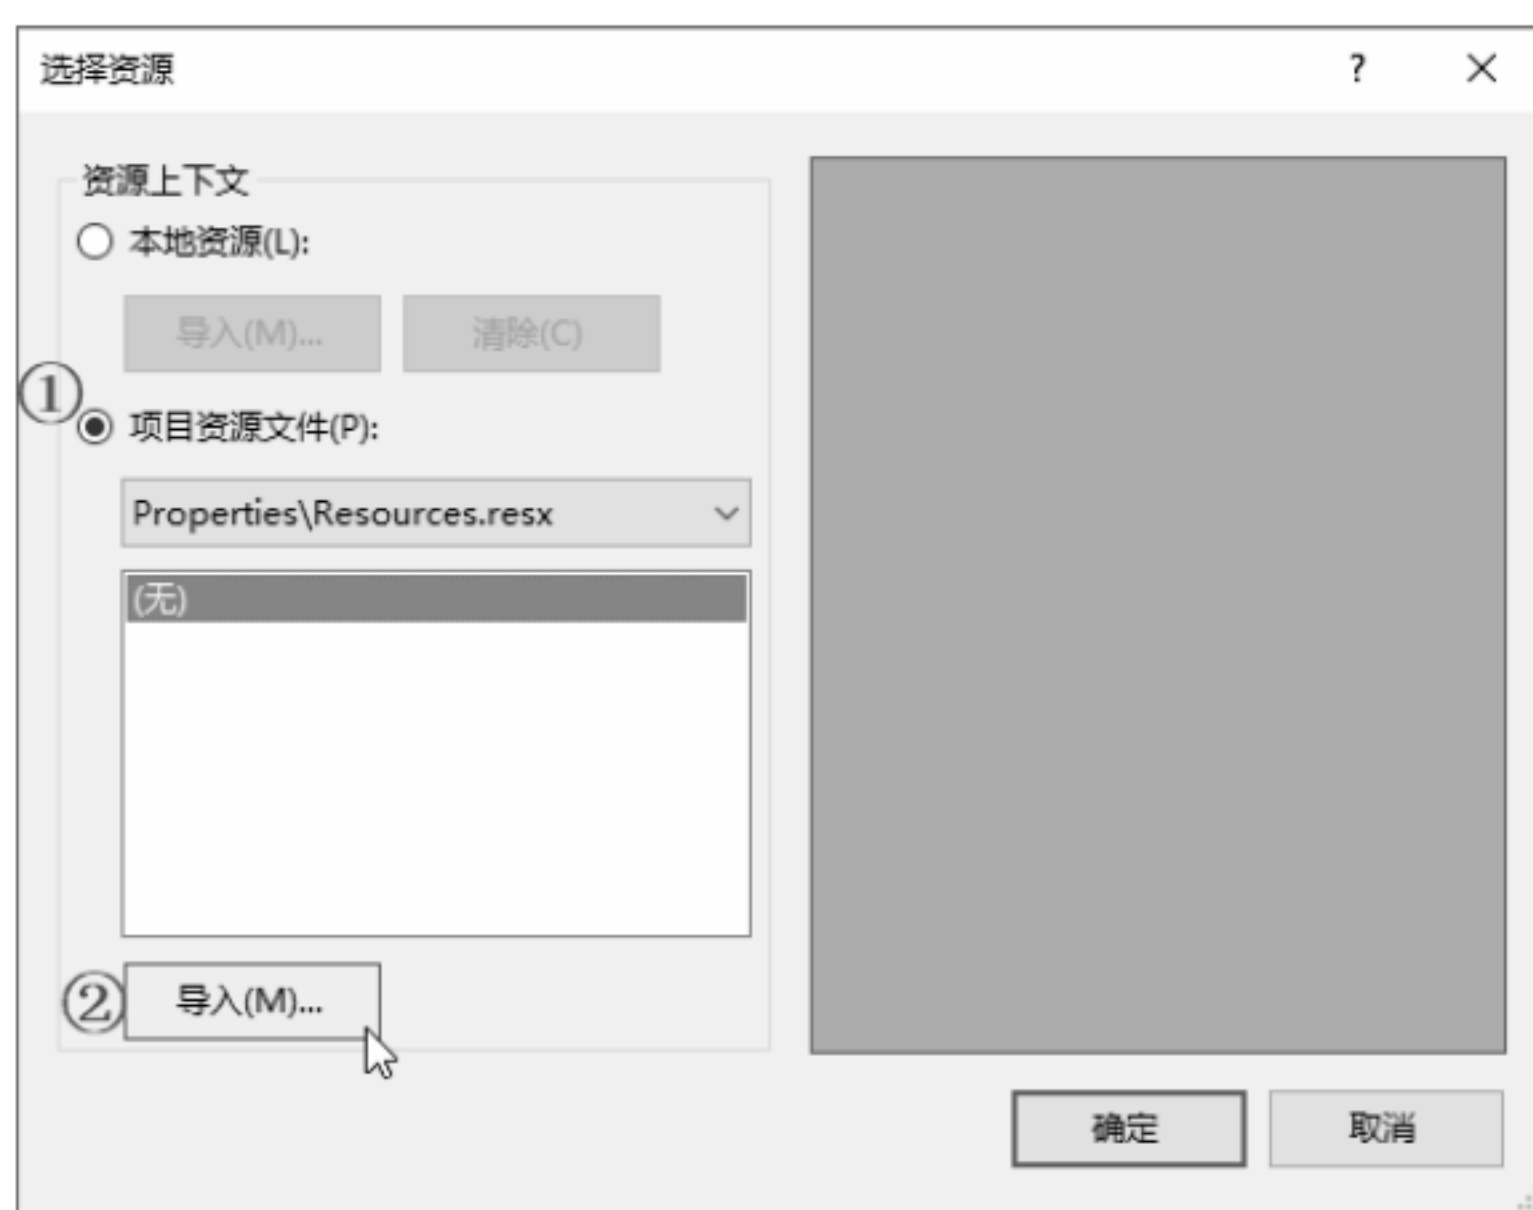 选择资源 ?
资源上下文
本地资源(L):
导入(M)... 清除(C)
①
项目资源文件(P):
Properties\Resources.resx
(无)
② 导入(M)...
确定 取消